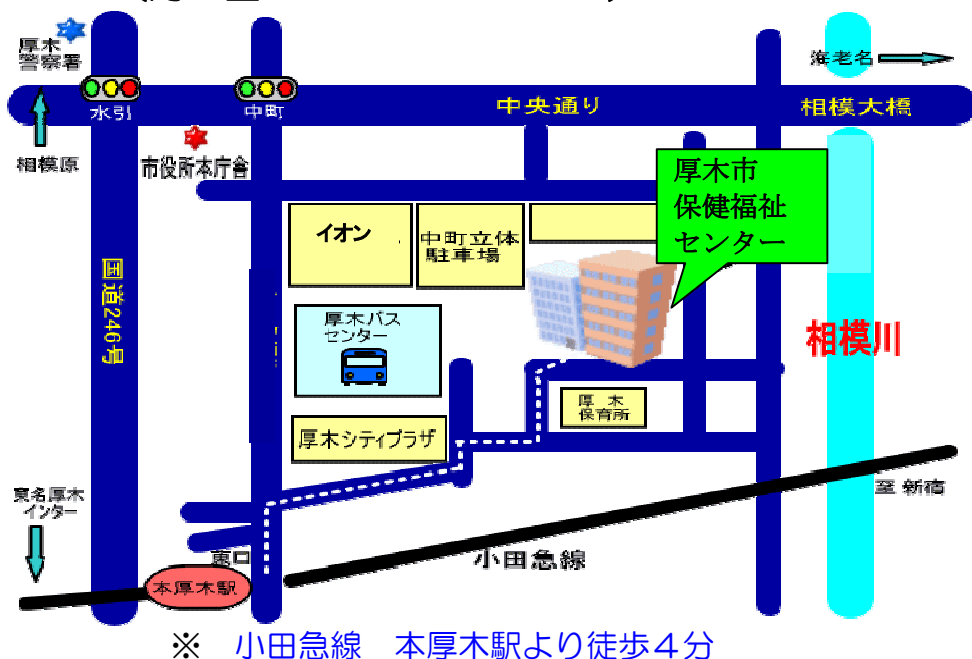 厚木
警察署
海老名
水引
中町
中央通り
相模大橋
相模原
市役所本庁舎
厚木市
保健福祉
センター
イオン
中町立体
駐車場
国道246号
厚木バス
センター
相模川
厚木
保育所
厚木シティプラザ
東名厚木
インター
至 新宿
東口
小田急線
本厚木駅
※ 小田急線 本厚木駅より徒歩4分